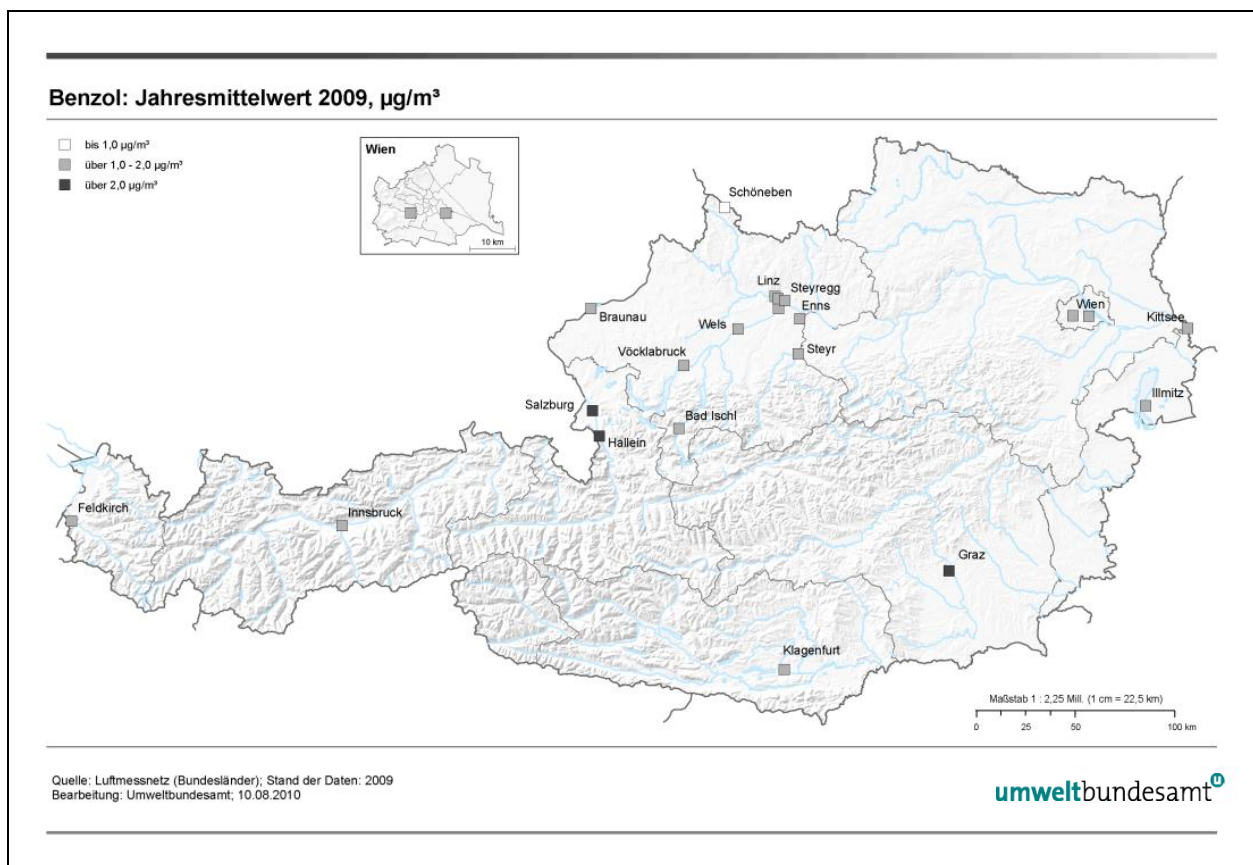 Benzol: Jahresmittelwert 2009, µg/m³
bis 1,0 µg/m³
über 1,0 - 2,0 µg/m³
über 2,0 µg/m³
Wien
10 km
Schöneben
Linz
Steyregg
Enns
Braunau
Wels
Wien
Kittsee
Vöcklabruck
Steyr
Salzburg
Bad Ischl
Illmitz
Hallein
Feldkirch
Innsbruck
Graz
Klagenfurt
Maßstab 1 : 2,25 Mill. (1 cm = 22,5 km)
0 25 50 100 km
Quelle: Luftmessnetz (Bundesländer); Stand der Daten: 2009
Bearbeitung: Umweltbundesamt; 10.08.2010
umweltbundesamt u